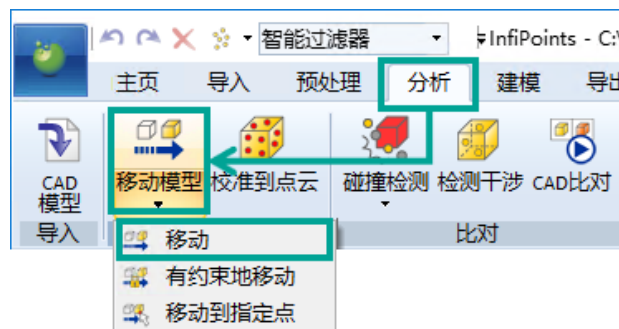 智能过滤器 InfiPoints - C:\
主页 导入 预处理 分析 建模 导出
CAD模型 移动模型 校准到点云 碰撞检测 检测干涉 CAD比对
导入 比对
移动
有约束地移动
移动到指定点